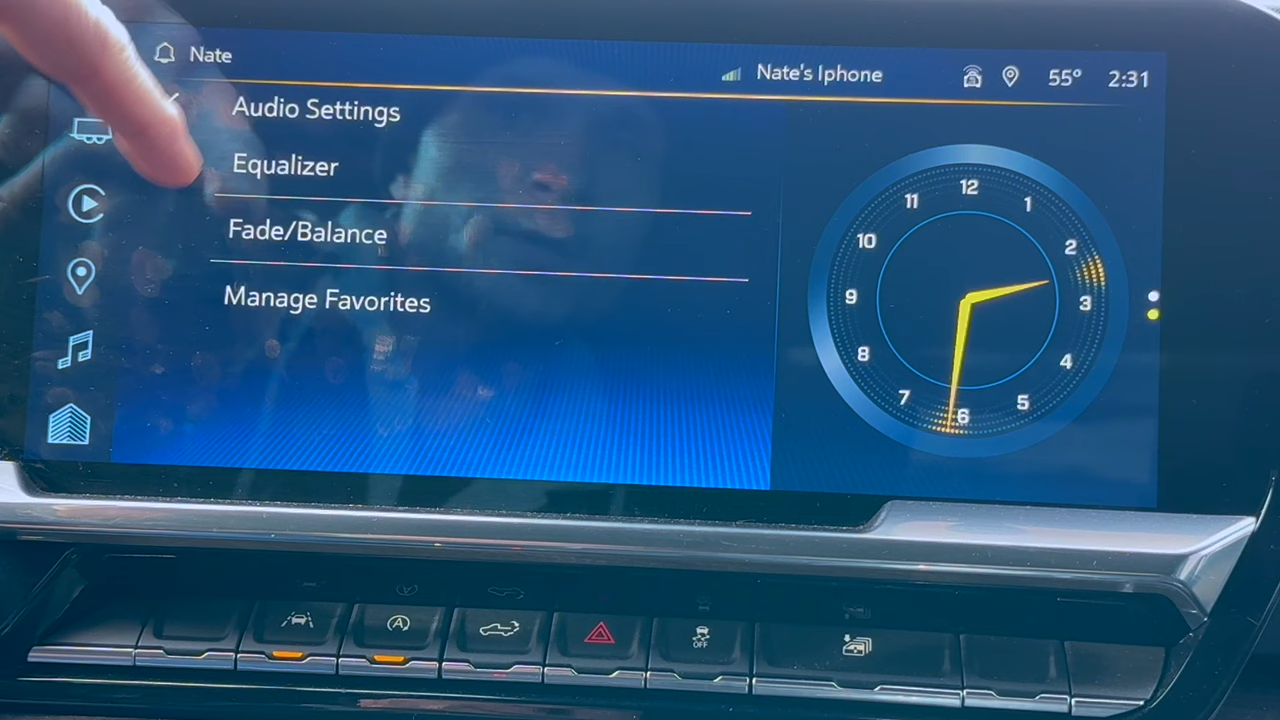 Nate
Nate's Iphone
55°
2:31
Audio Settings
Equalizer
Fade/Balance
Manage Favorites
12
1
2
3
4
5
6
7
8
9
10
11
A
OFF